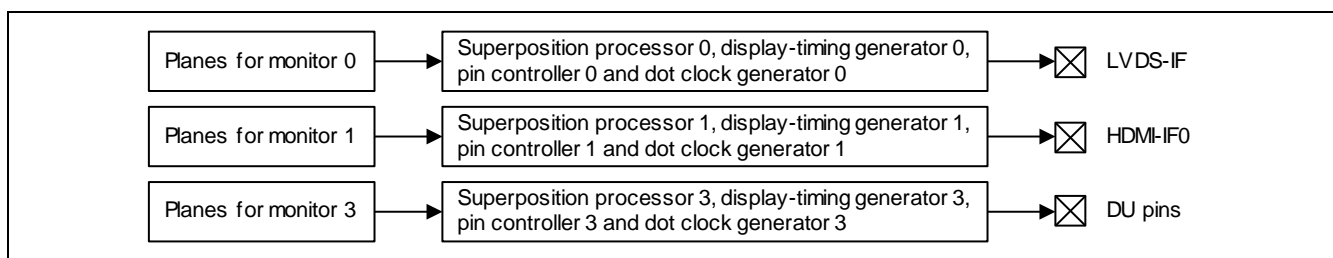 Planes for monitor 0
Superposition processor 0, display-timing generator 0,
pin controller 0 and dot clock generator 0
LVDS-IF
Planes for monitor 1
Superposition processor 1, display-timing generator 1,
pin controller 1 and dot clock generator 1
HDMI-IF0
Planes for monitor 3
Superposition processor 3, display-timing generator 3,
pin controller 3 and dot clock generator 3
DU pins